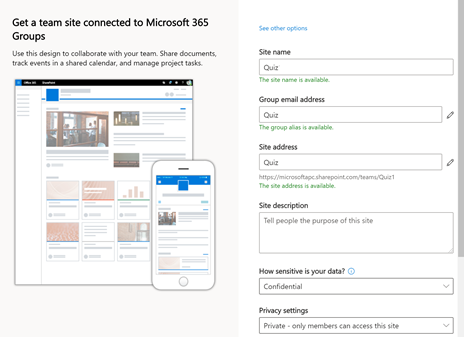 Get a team site connected to Microsoft 365
Groups
Use this design to collaborate with your team. Share documents,
track events in a shared calendar, and manage project tasks.
Office 365
SharePoint
See other options
Site name
Quiz
The site name is available.
Group email address
Quiz
The group alias is available.
Site address
Quiz
https://microsoftapc.sharepoint.com/teams/Quiz1
The site address is available.
Site description
Tell people the purpose of this site
How sensitive is your data?
Confidential
Privacy settings
Private - only members can access this site